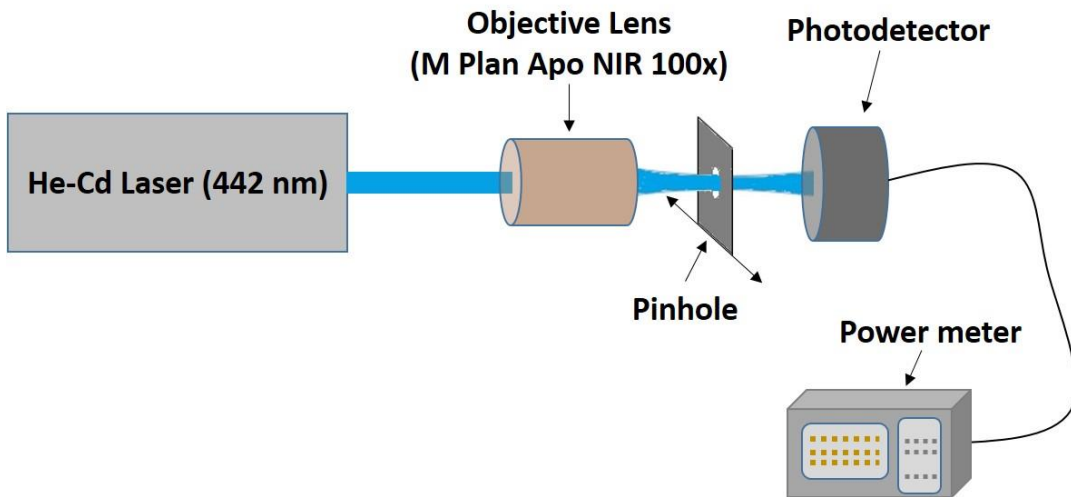 Objective Lens
(M Plan Apo NIR 100x)
Photodetector
He-Cd Laser (442 nm)
Pinhole
Power meter